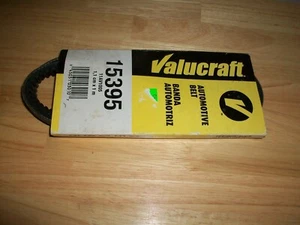 Valucraft
15395
AUTOMOTIVE
BELT
BANDA
AUTOMOTRIZ